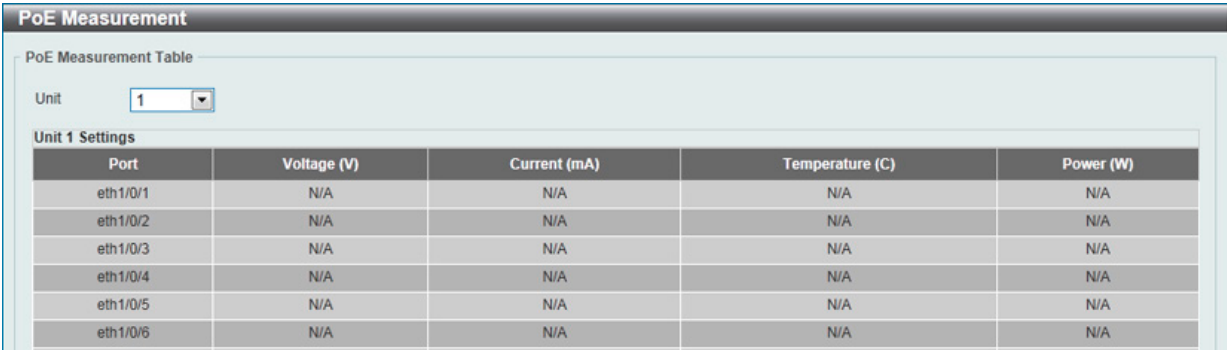 PoE Measurement
PoE Measurement Table
Unit 1
Unit 1 Settings
Port Voltage (V) Current (mA) Temperature (C) Power (W)
eth1/0/1 N/A N/A N/A N/A
eth1/0/2 N/A N/A N/A N/A
eth1/0/3 N/A N/A N/A N/A
eth1/0/4 N/A N/A N/A N/A
eth1/0/5 N/A N/A N/A N/A
eth1/0/6 N/A N/A N/A N/A